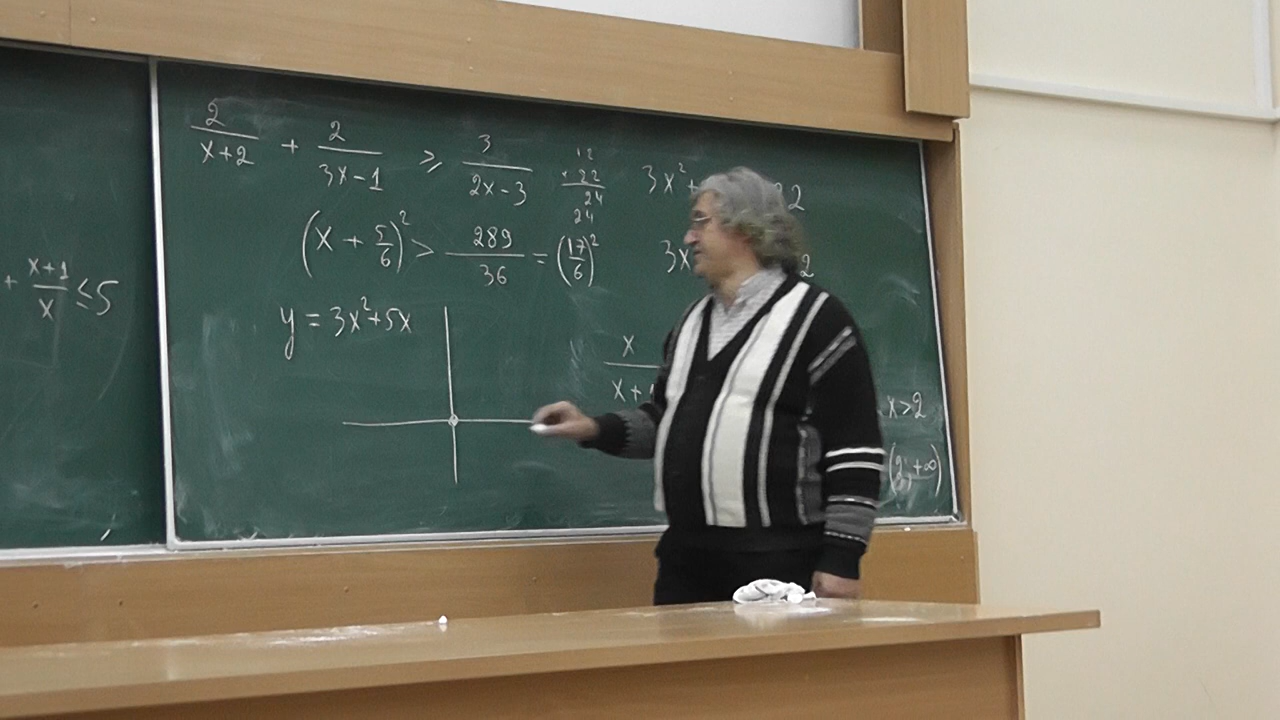 2/(x+2) + 2/(3x-1) ≥ 3/(2x-3)
12
× 22
24
24
3x²+
22
(x + 5/6)² > 289/36 = (17/6)²
3x
2
+ (x+1)/x ≤ 5
y = 3x²+5x
x/(x+
x>2
(2; +∞)